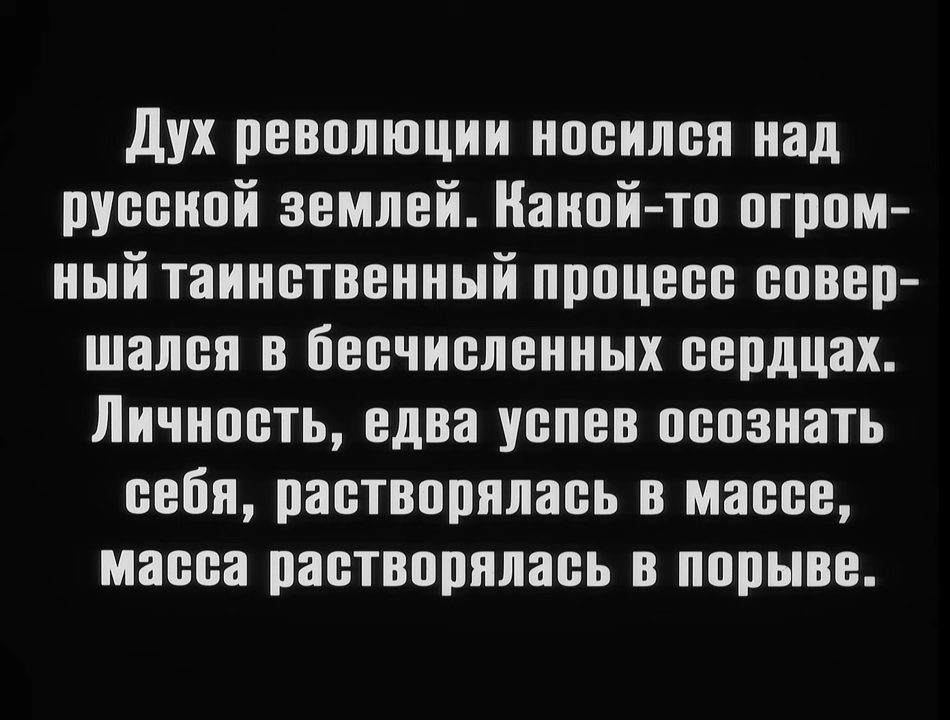 Дух революции носился над
русской землей. Какой-то огром-
ный таинственный процесс совер-
шался в бесчисленных сердцах.
Личность, едва успев осознать
себя, растворялась в массе,
масса растворялась в порыве.